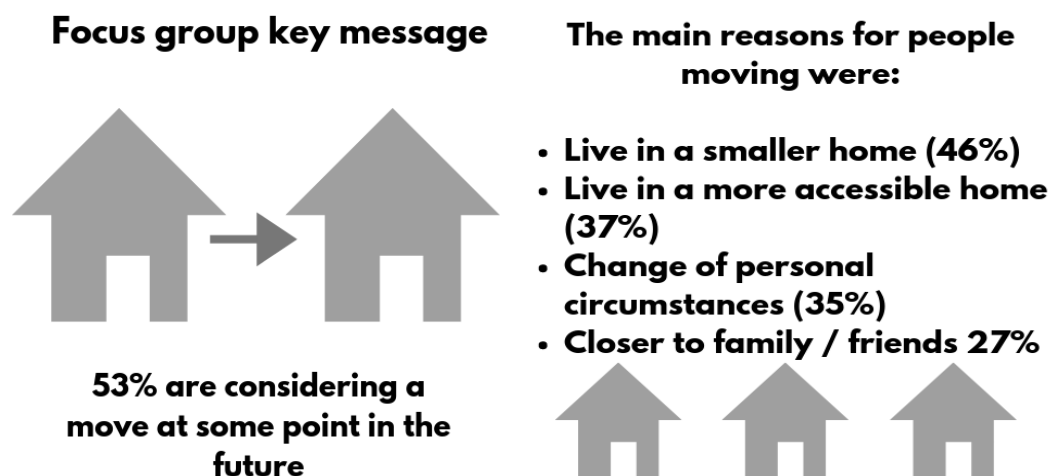 Focus group key message
53% are considering a
move at some point in the
future
The main reasons for people
moving were:
• Live in a smaller home (46%)
• Live in a more accessible home
(37%)
• Change of personal
circumstances (35%)
• Closer to family / friends 27%